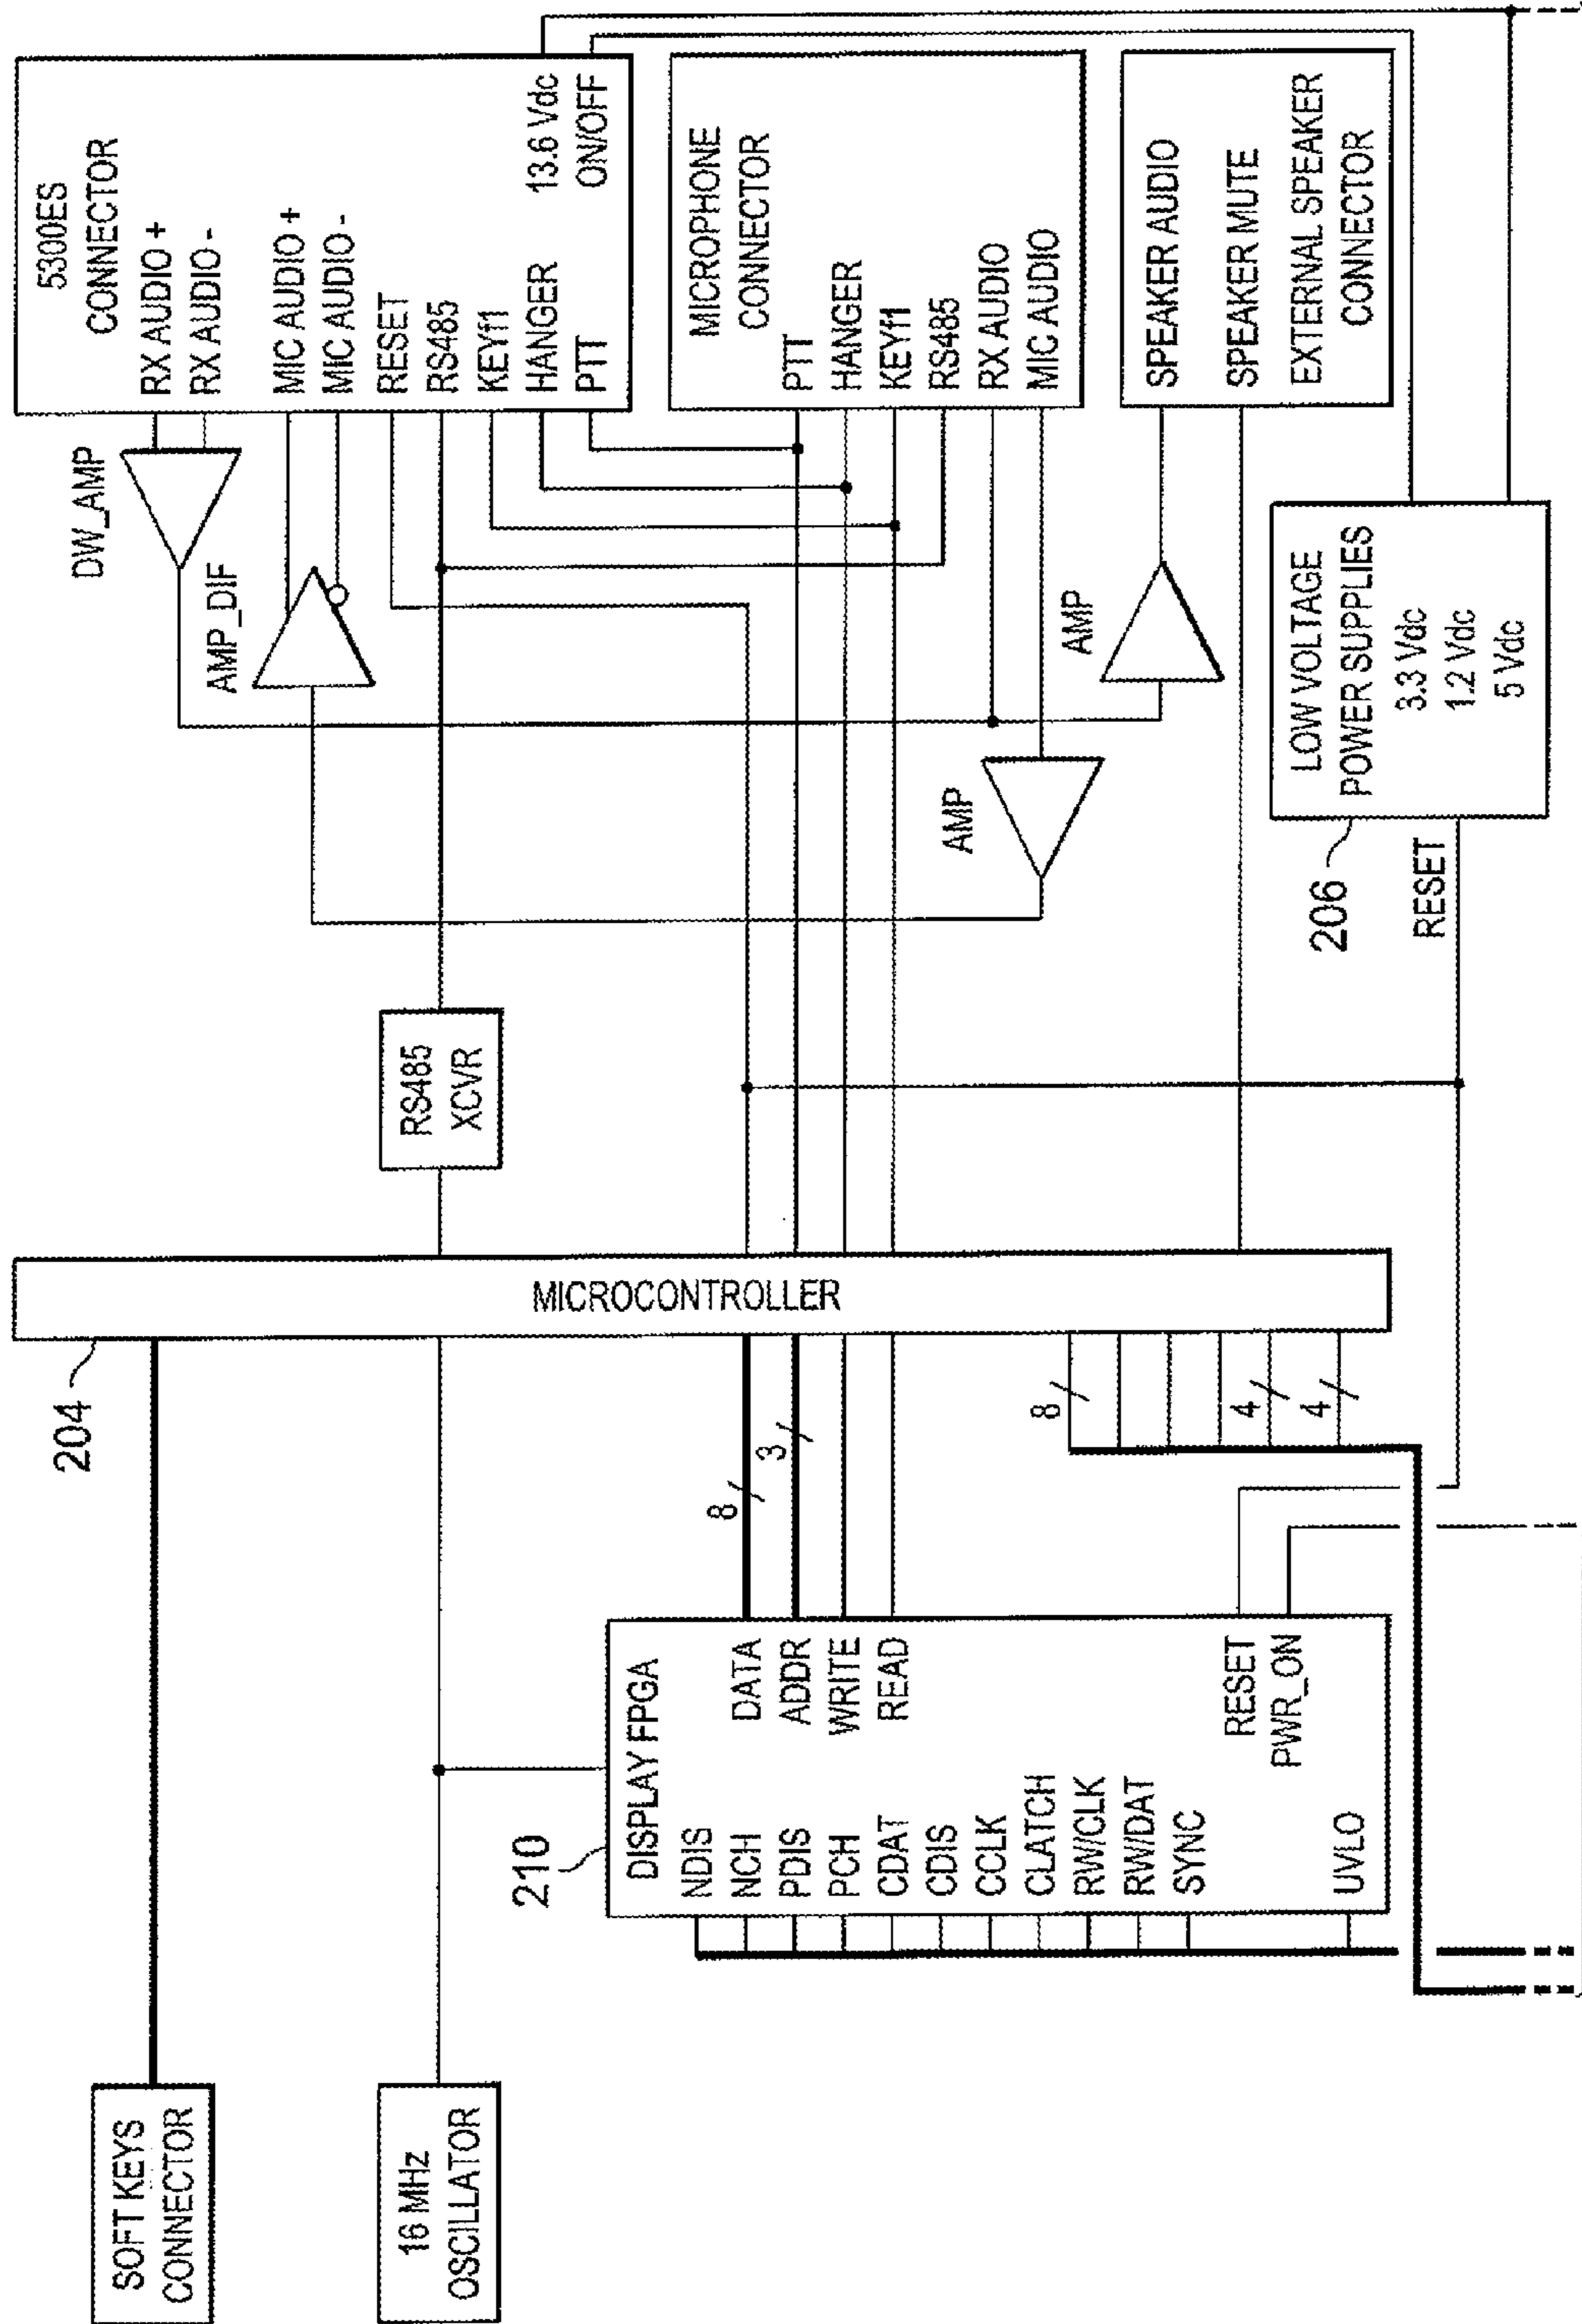 SOFT KEYS
CONNECTOR
16 MHz
OSCILLATOR
204
MICROCONTROLLER
210
DISPLAY FPGA
NDIS
NCH
PDIS
PCH
CDAT
CDIS
CCLK
CLATCH
RW/CLK
RW/DAT
SYNC
UVLO
DATA
ADDR
WRITE
READ
RESET
PWR_ON
8
3
8
4
4
RS485
XCVR
DW_AMP
AMP_DIF
AMP
AMP
5300ES
CONNECTOR
RX AUDIO +
RX AUDIO -
MIC AUDIO +
MIC AUDIO -
RESET
RS485
KEYf1
HANGER
PTT
13.6 Vdc
ON/OFF
MICROPHONE
CONNECTOR
PTT
HANGER
KEYf1
RS485
RX AUDIO
MIC AUDIO
SPEAKER AUDIO
SPEAKER MUTE
EXTERNAL SPEAKER
CONNECTOR
206
RESET
LOW VOLTAGE
POWER SUPPLIES
3.3 Vdc
1.2 Vdc
5 Vdc